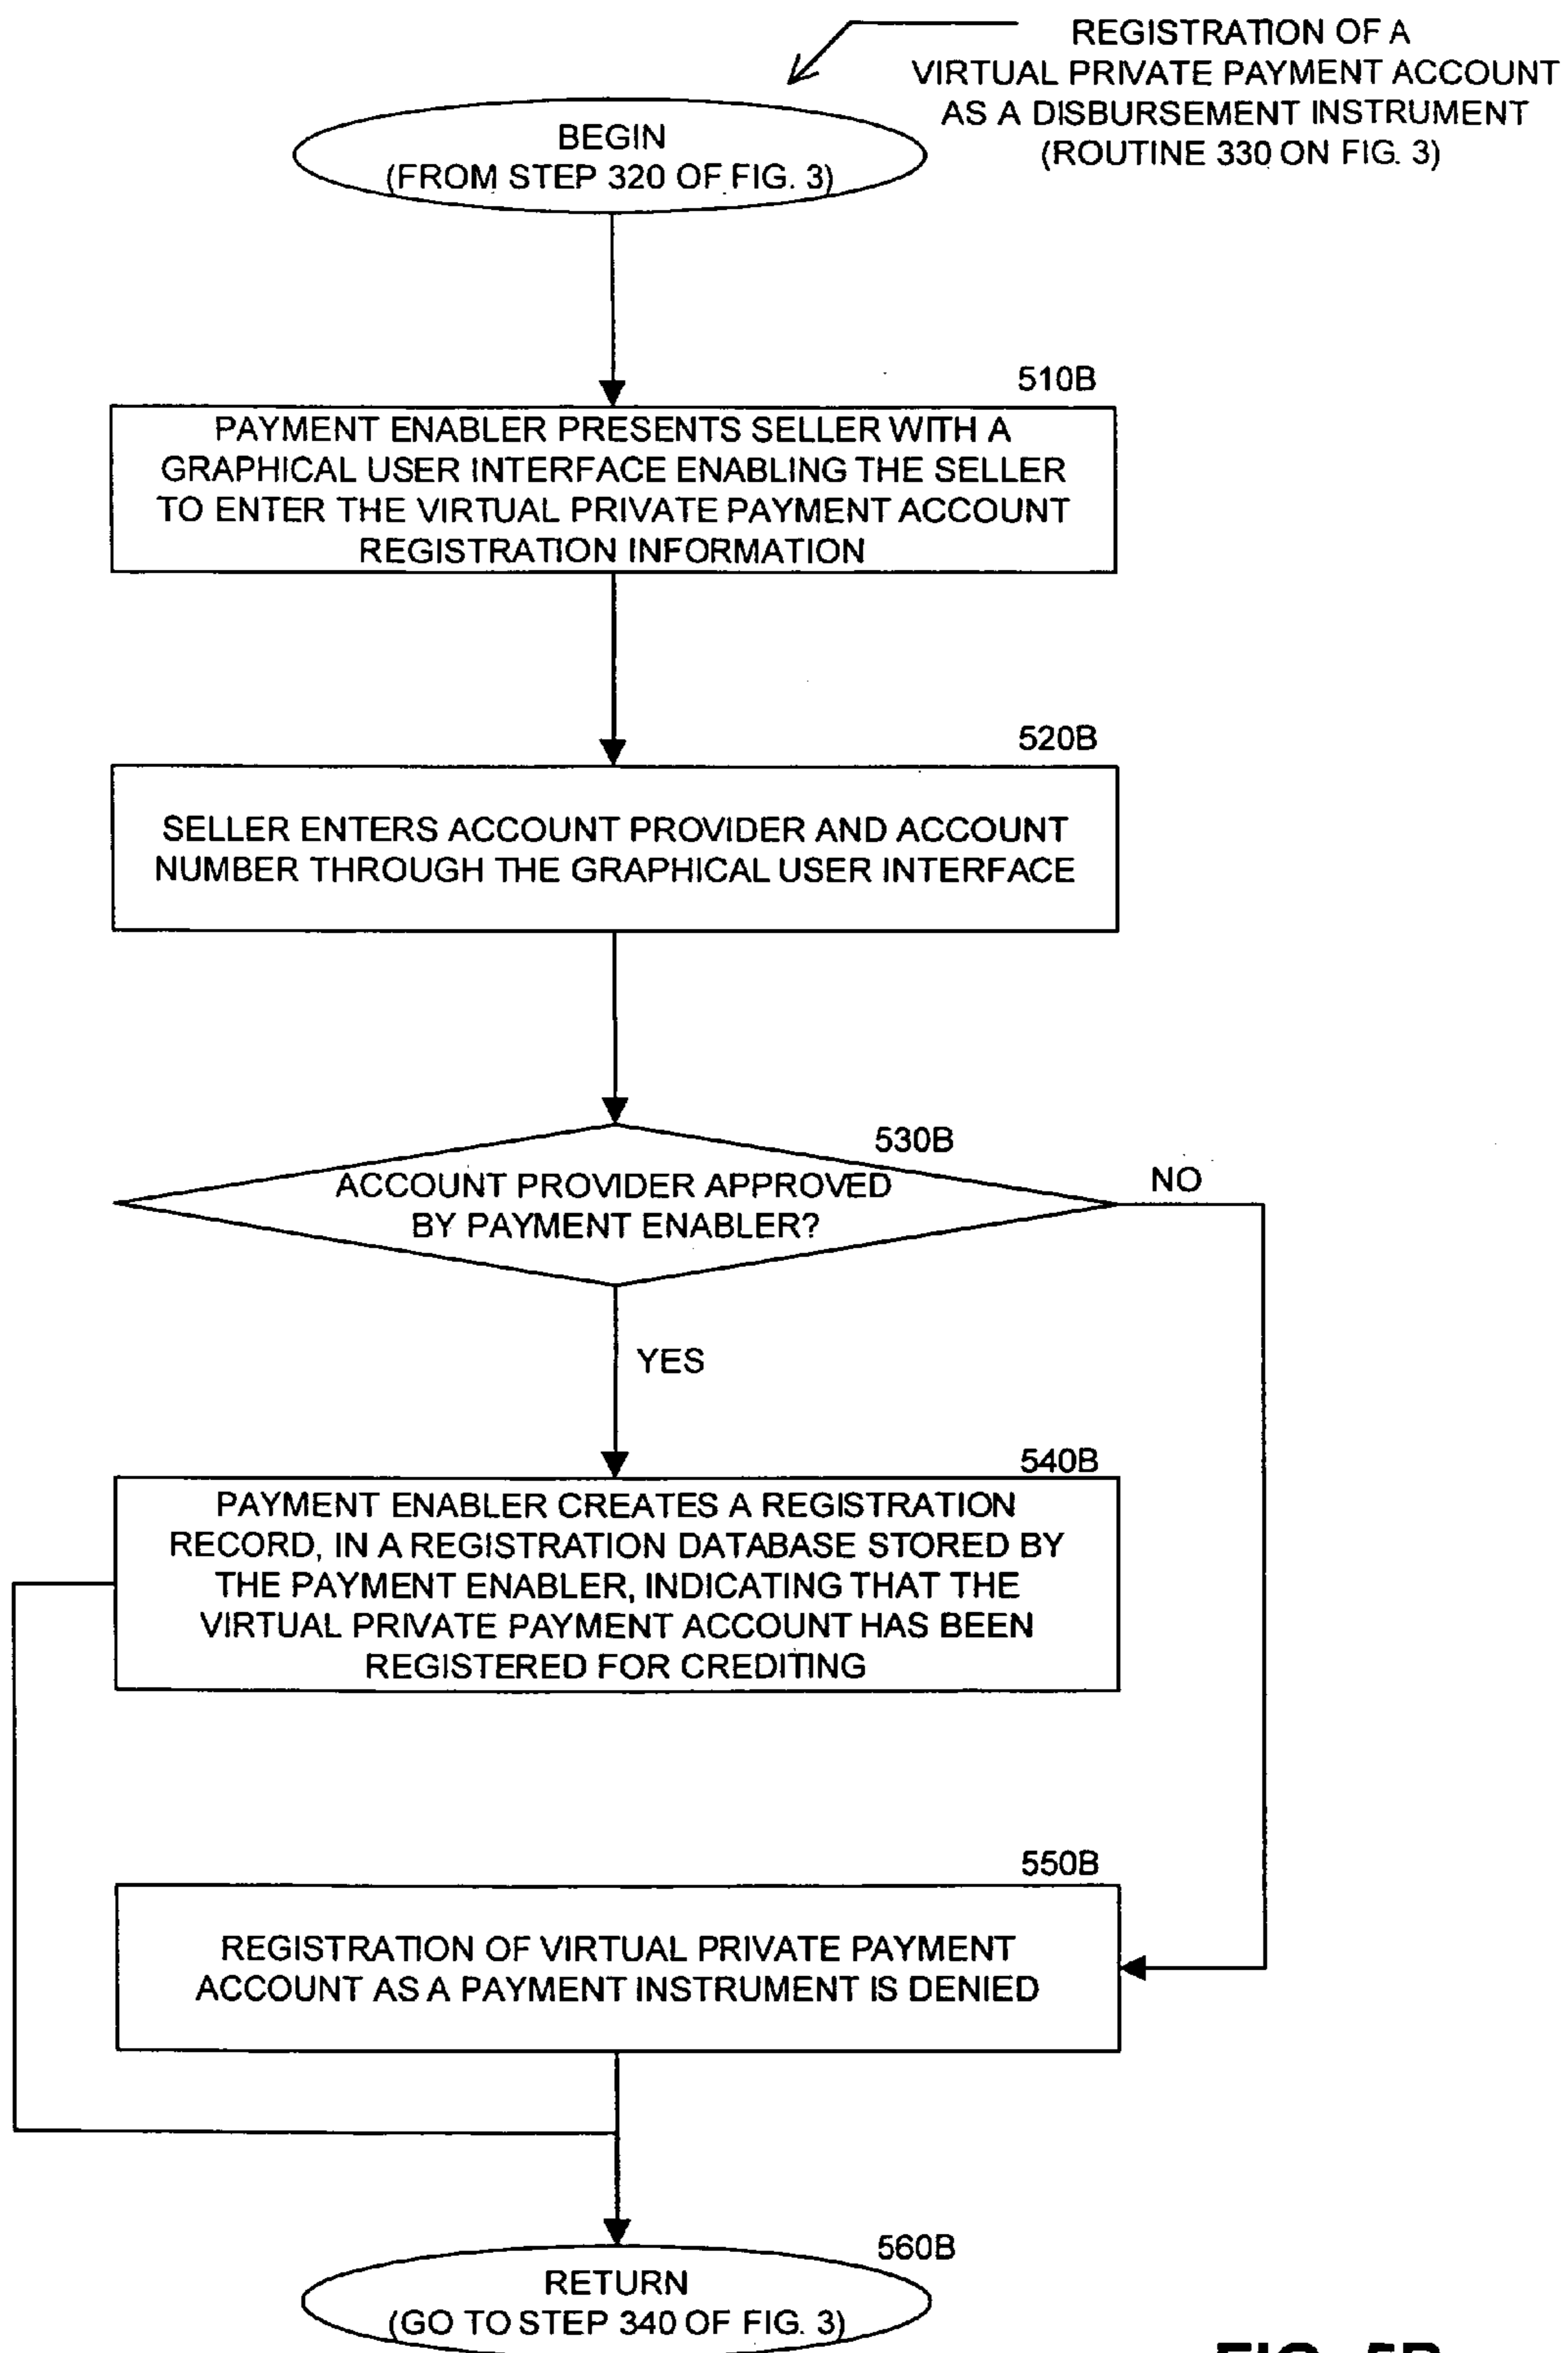 REGISTRATION OF A
VIRTUAL PRIVATE PAYMENT ACCOUNT
AS A DISBURSEMENT INSTRUMENT
(ROUTINE 330 ON FIG. 3)
BEGIN
(FROM STEP 320 OF FIG. 3)
510B
PAYMENT ENABLER PRESENTS SELLER WITH A
GRAPHICAL USER INTERFACE ENABLING THE SELLER
TO ENTER THE VIRTUAL PRIVATE PAYMENT ACCOUNT
REGISTRATION INFORMATION
520B
SELLER ENTERS ACCOUNT PROVIDER AND ACCOUNT
NUMBER THROUGH THE GRAPHICAL USER INTERFACE
530B
ACCOUNT PROVIDER APPROVED
BY PAYMENT ENABLER?
NO
YES
540B
PAYMENT ENABLER CREATES A REGISTRATION
RECORD, IN A REGISTRATION DATABASE STORED BY
THE PAYMENT ENABLER, INDICATING THAT THE
VIRTUAL PRIVATE PAYMENT ACCOUNT HAS BEEN
REGISTERED FOR CREDITING
550B
REGISTRATION OF VIRTUAL PRIVATE PAYMENT
ACCOUNT AS A PAYMENT INSTRUMENT IS DENIED
560B
RETURN
(GO TO STEP 340 OF FIG. 3)